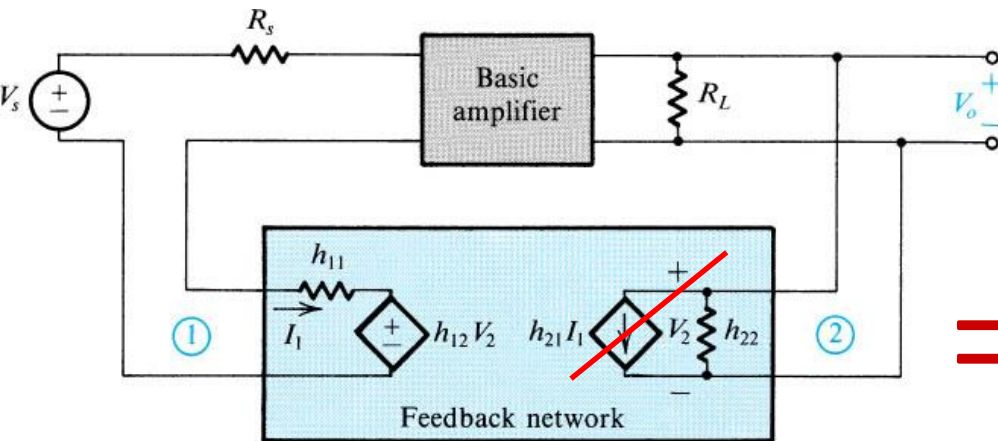 R_s
Basic
amplifier
V_s
+
−
R_L
+
V_o
−
h_11
I_1
+
−
h_12 V_2
h_21 I_1
+
V_2
−
h_22
①
②
Feedback network